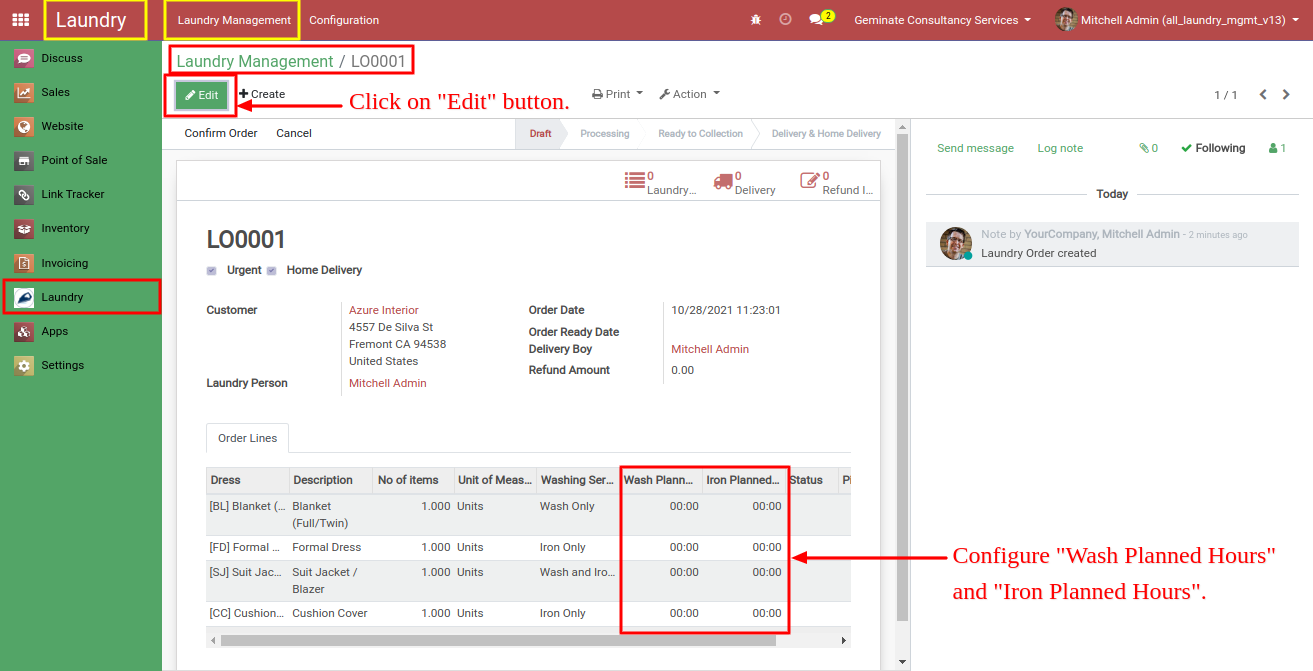 Laundry
Laundry Management
Configuration
2
Geminate Consultancy Services
Mitchell Admin (all_laundry_mgmt_v13)
Discuss
Sales
Website
Point of Sale
Link Tracker
Inventory
Invoicing
Laundry
Apps
Settings
Laundry Management / LO0001
Edit
Create
Click on "Edit" button.
Print
Action
1 / 1
Confirm Order
Cancel
Draft
Processing
Ready to Collection
Delivery & Home Delivery
0
Laundry...
0
Delivery
0
Refund I...
LO0001
Urgent
Home Delivery
Customer
Azure Interior
4557 De Silva St
Fremont CA 94538
United States
Laundry Person
Mitchell Admin
Order Date
10/28/2021 11:23:01
Order Ready Date
Delivery Boy
Mitchell Admin
Refund Amount
0.00
Order Lines
Dress Description No of items Unit of Meas... Washing Ser... Wash Plann... Iron Planned... Status Pl
[BL] Blanket (... Blanket 1.000 Units Wash Only 00:00 00:00
(Full/Twin)
[FD] Formal ... Formal Dress 1.000 Units Iron Only 00:00 00:00
[SJ] Suit Jac... Suit Jacket / 1.000 Units Wash and Iro... 00:00 00:00
Blazer
[CC] Cushion... Cushion Cover 1.000 Units Iron Only 00:00 00:00
Configure "Wash Planned Hours"
and "Iron Planned Hours".
Send message
Log note
0
Following
1
Today
Note by YourCompany, Mitchell Admin - 2 minutes ago
Laundry Order created